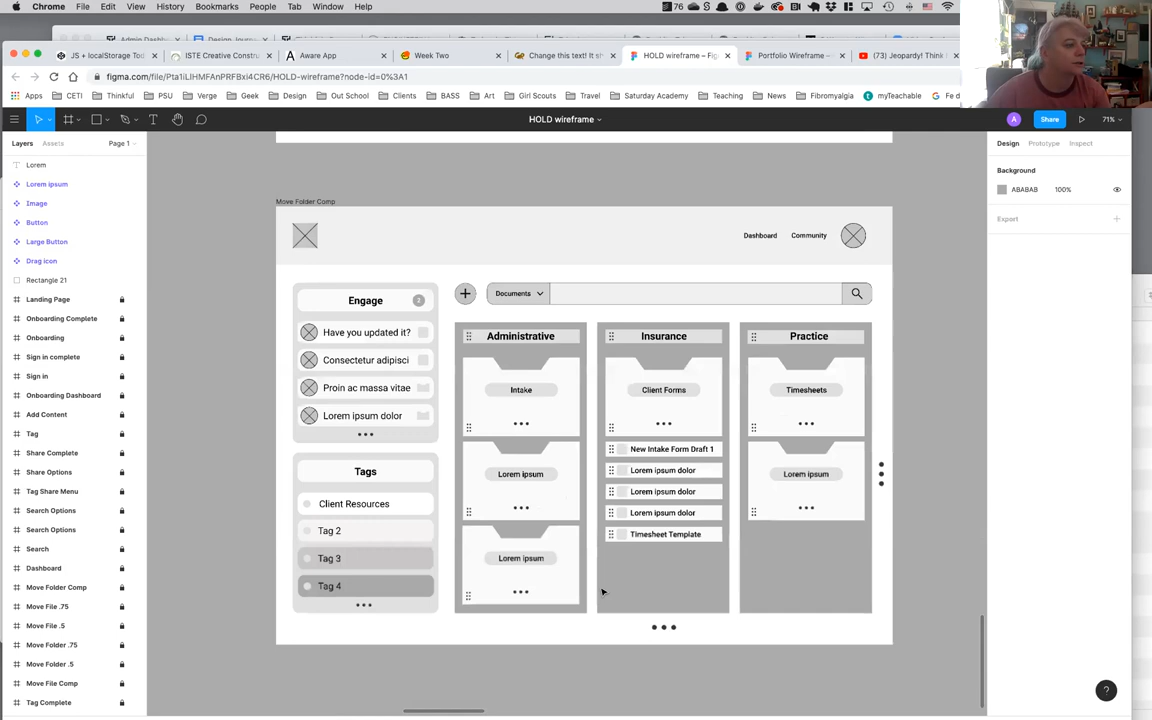 Chrome File Edit View History Bookmarks People Tab Window Help 76
JS + localStorage Tod ISTE Creative Constru Aware App Week Two Change this text! It sh HOLD wireframe – Fig Portfolio Wireframe – (73) Jeopardy! Think
figma.com/file/Pta1iLIHMFAnPRFBxi4CR6/HOLD-wireframe?node-id=0%3A1
Apps CETI Thinkful PSU Verge Geek Design Out School Clients BASS Art Girl Scouts Travel Saturday Academy Teaching News Fibromyalgia myTeachable Fe d
HOLD wireframe A Share 71%
Layers Assets Page 1 Design Prototype Inspect
Lorem
Lorem ipsum
Image
Button
Large Button
Drag icon
Rectangle 21
Landing Page
Onboarding Complete
Onboarding
Sign in complete
Sign in
Onboarding Dashboard
Add Content
Tag
Share Complete
Share Options
Tag Share Menu
Search Options
Search Options
Search
Dashboard
Move Folder Comp
Move File .75
Move File .5
Move Folder .75
Move Folder .5
Move File Comp
Tag Complete
Move Folder Comp
Dashboard Community
Engage
Have you updated it?
Consectetur adipisci
Proin ac massa vitae
Lorem ipsum dolor
Tags
Client Resources
Tag 2
Tag 3
Tag 4
Documents
Administrative
Intake
Lorem ipsum
Lorem ipsum
Insurance
Client Forms
New Intake Form Draft 1
Lorem ipsum dolor
Lorem ipsum dolor
Lorem ipsum dolor
Timesheet Template
Practice
Timesheets
Lorem ipsum
Background
ABABAB 100%
Export
?